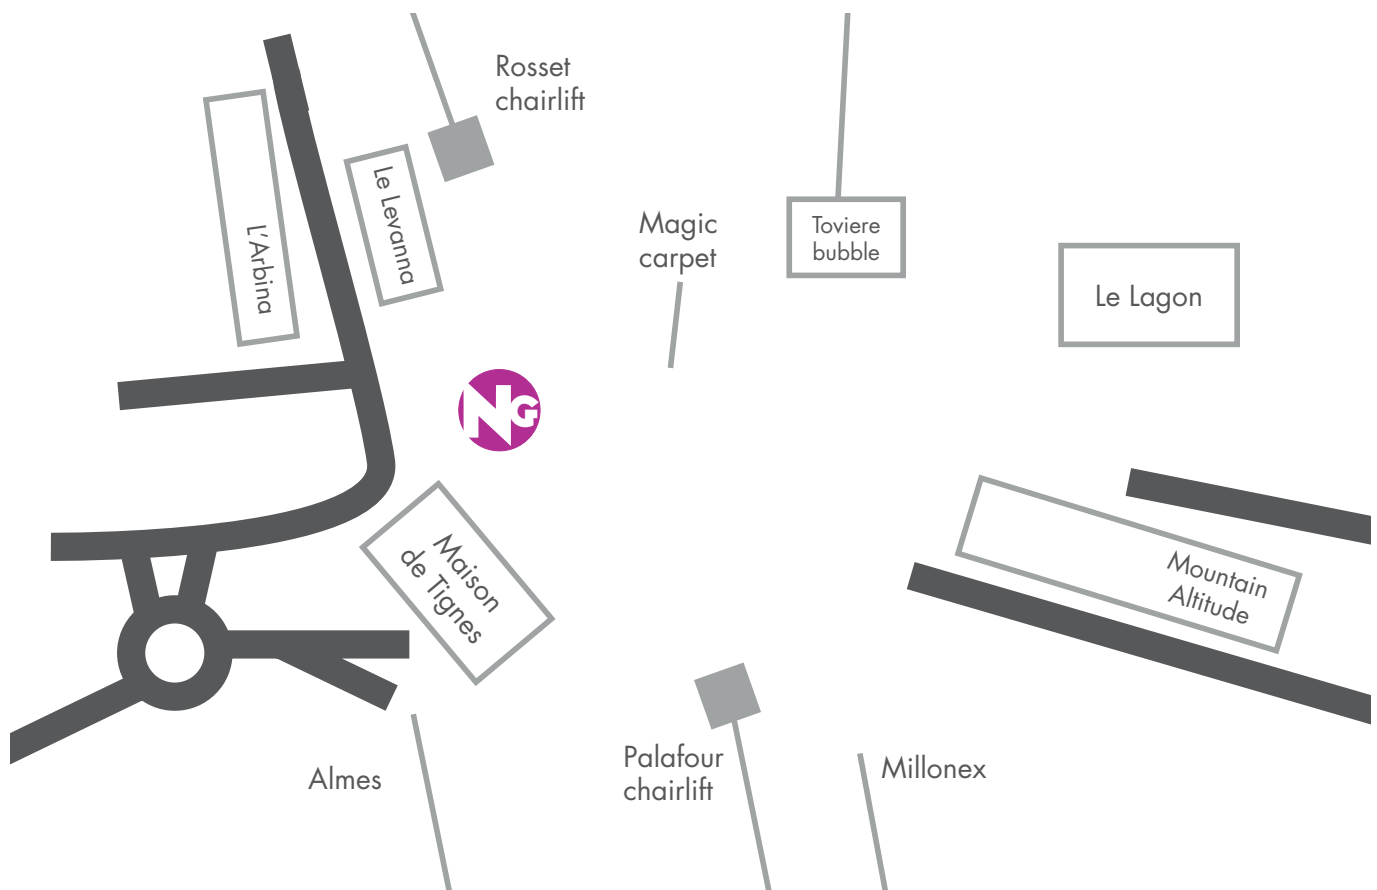 Rosset
chairlift
Le Levanna
L'Arbina
Magic
carpet
Toviere
bubble
Le Lagon
NG
Maison
de Tignes
Mountain
Altitude
Almes
Palafour
chairlift
Millonex